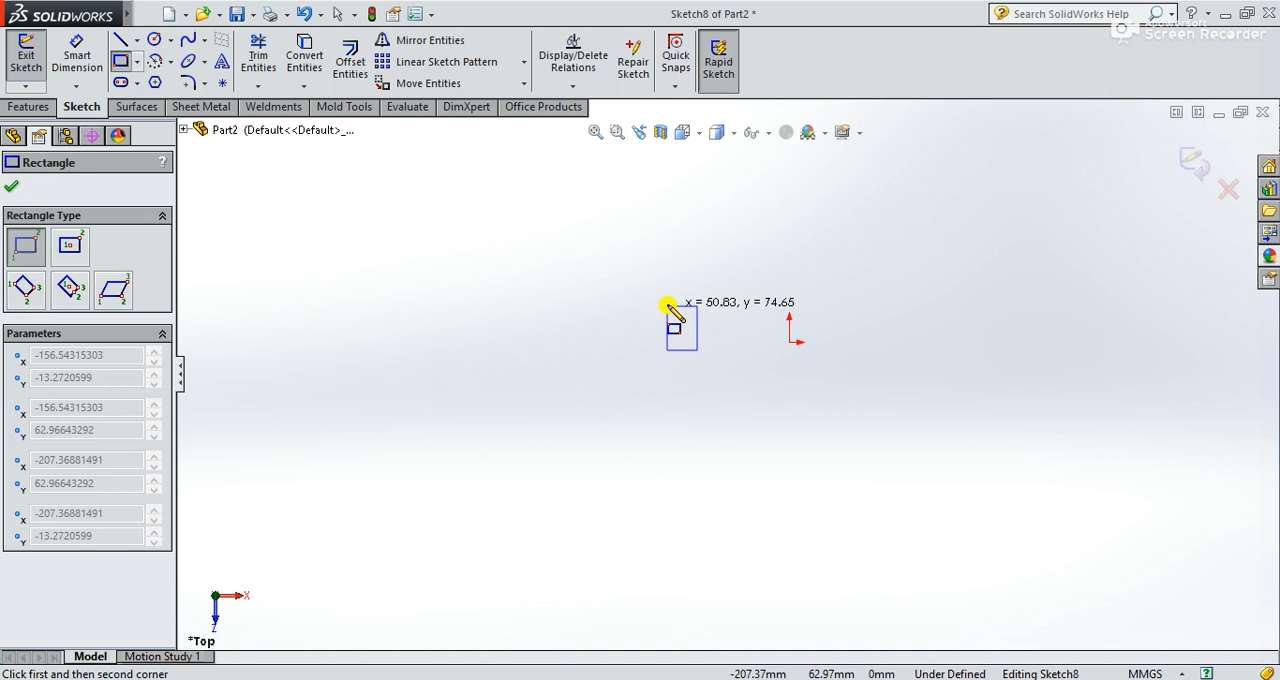 SOLIDWORKS
Sketch8 of Part2 *
Search SolidWorks Help
Apowersoft
Screen Recorder
Exit Sketch
Smart Dimension
Trim Entities
Convert Entities
Offset Entities
Mirror Entities
Linear Sketch Pattern
Move Entities
Display/Delete Relations
Repair Sketch
Quick Snaps
Rapid Sketch
Features Sketch Surfaces Sheet Metal Weldments Mold Tools Evaluate DimXpert Office Products
Part2 (Default<<Default>_...
Rectangle ?
Rectangle Type
Parameters
-156.54315303
-13.2720599
-156.54315303
62.96643292
-207.36881491
62.96643292
-207.36881491
-13.2720599
x = 50.83, y = 74.65
X
Z
*Top
Model Motion Study 1
Click first and then second corner -207.37mm 62.97mm 0mm Under Defined Editing Sketch8 MMGS